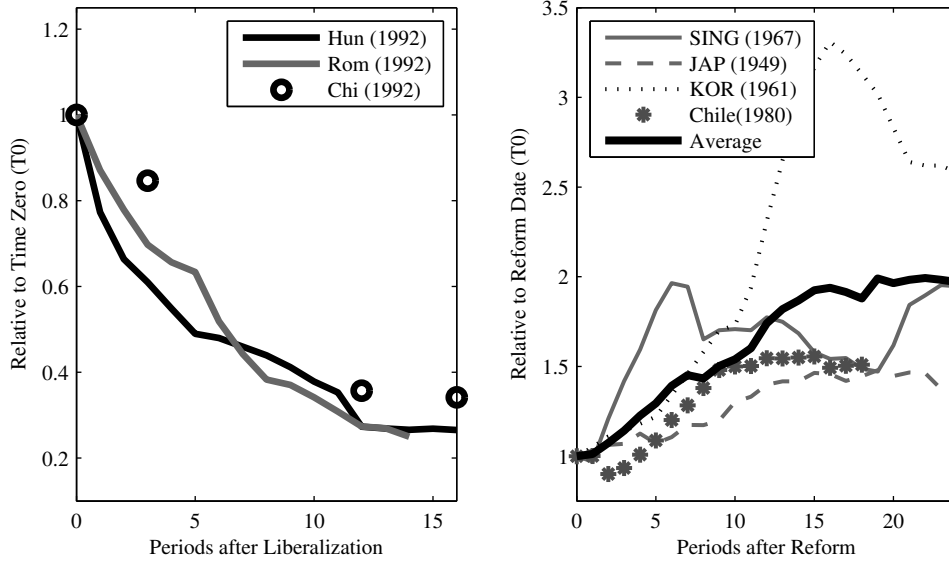 1.2
1
0.8
0.6
0.4
0.2
0
5
10
15
Relative to Time Zero (T0)
Periods after Liberalization
Hun (1992)
Rom (1992)
Chi (1992)
3.5
3
2.5
2
1.5
1
0
5
10
15
20
Relative to Reform Date (T0)
Periods after Reform
SING (1967)
JAP (1949)
KOR (1961)
Chile(1980)
Average